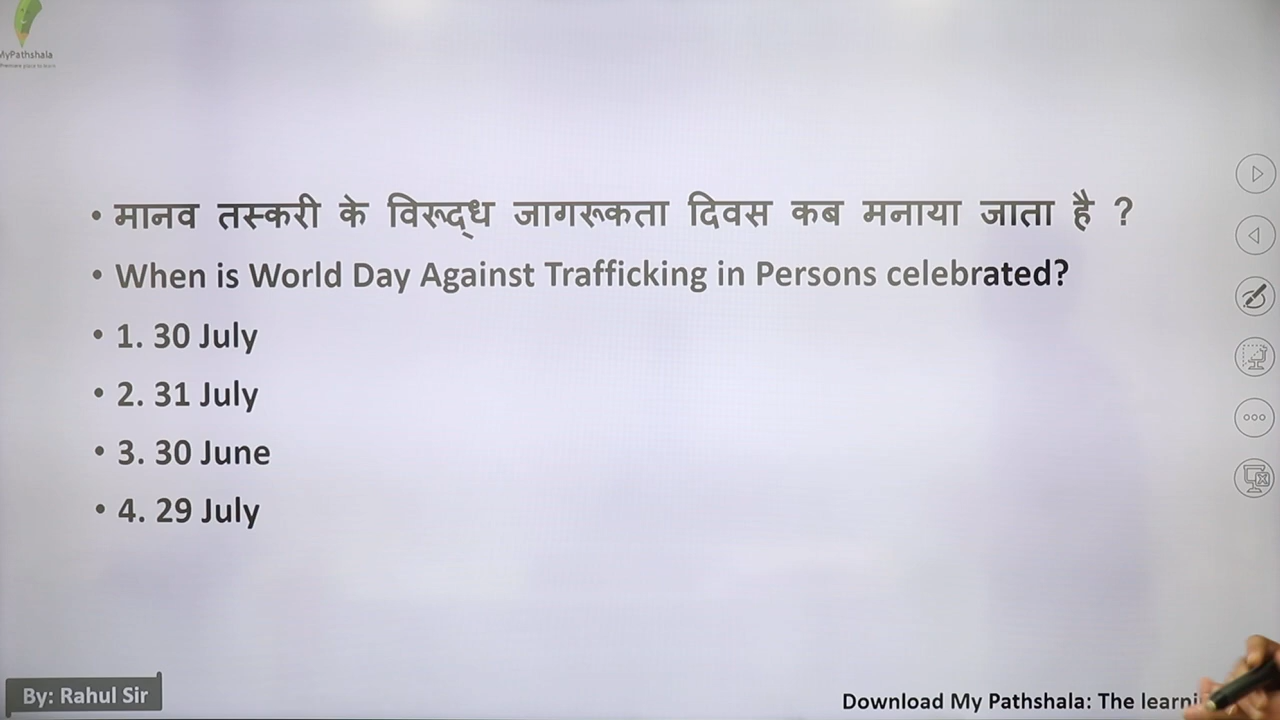 MyPathshala
• मानव तस्करी के विरूद्ध जागरूकता दिवस कब मनाया जाता है ?
• When is World Day Against Trafficking in Persons celebrated?
• 1. 30 July
• 2. 31 July
• 3. 30 June
• 4. 29 July
By: Rahul Sir
Download My Pathshala: The